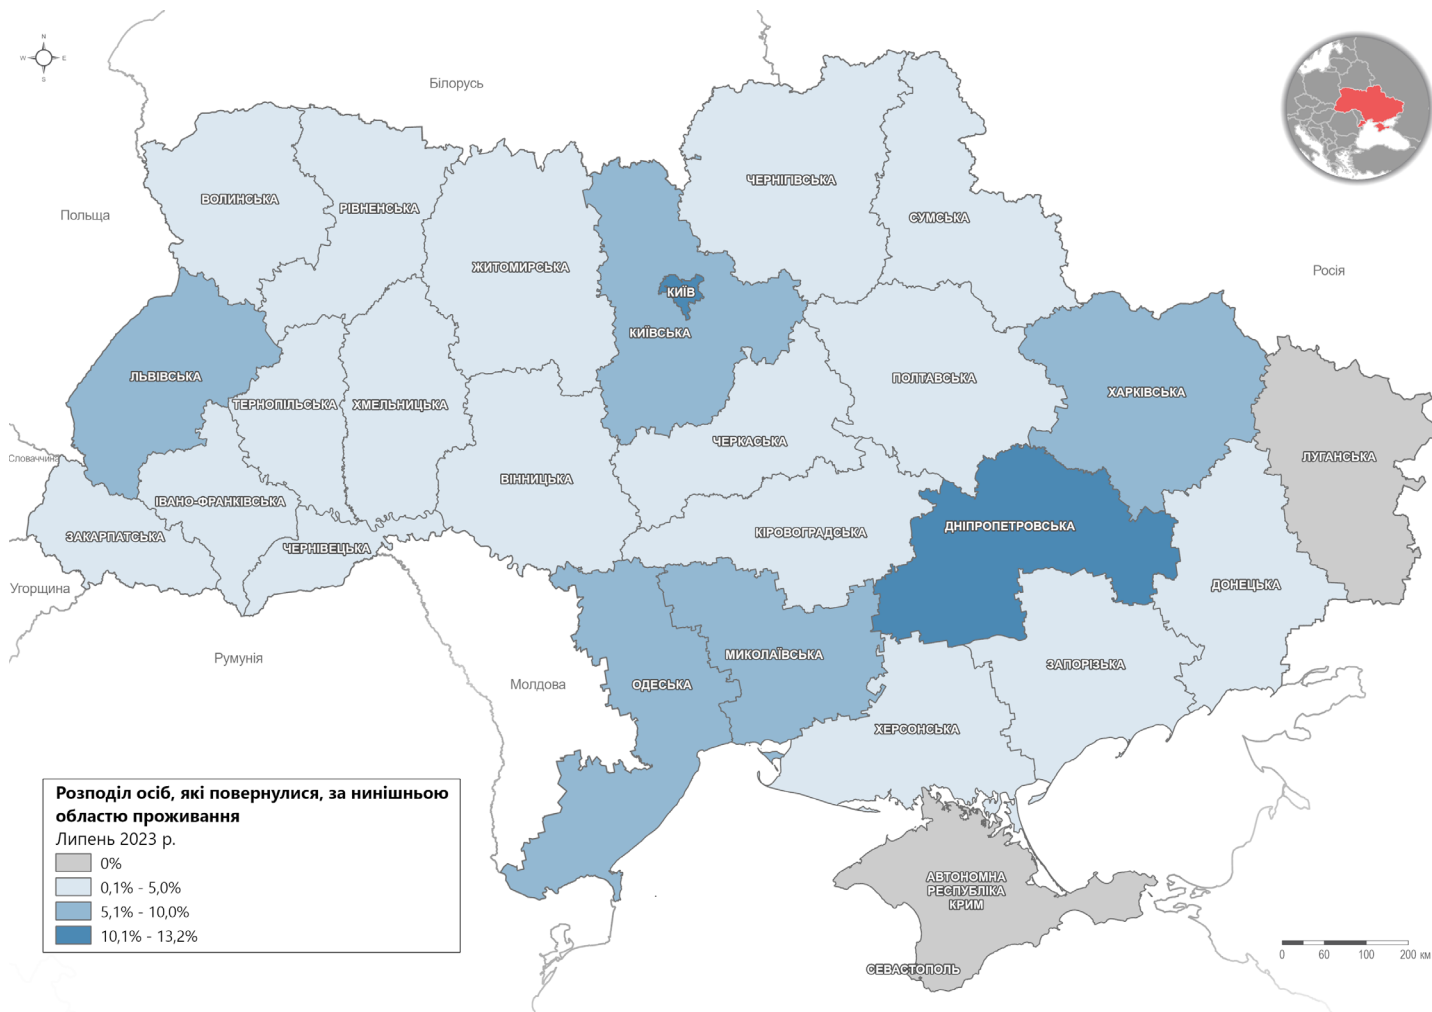 N
W
E
S
Білорусь
Польща
Росія
ВОЛИНСЬКА
РІВНЕНСЬКА
ЖИТОМИРСЬКА
ЧЕРНІГІВСЬКА
СУМСЬКА
КИЇВ
КИЇВСЬКА
ЛЬВІВСЬКА
ТЕРНОПІЛЬСЬКА
ХМЕЛЬНИЦЬКА
ПОЛТАВСЬКА
ХАРКІВСЬКА
ЧЕРКАСЬКА
ЛУГАНСЬКА
Словаччина
ВІННИЦЬКА
ІВАНО-ФРАНКІВСЬКА
ЗАКАРПАТСЬКА
ЧЕРНІВЕЦЬКА
КІРОВОГРАДСЬКА
ДНІПРОПЕТРОВСЬКА
ДОНЕЦЬКА
Угорщина
Румунія
Молдова
ОДЕСЬКА
МИКОЛАЇВСЬКА
ЗАПОРІЗЬКА
ХЕРСОНСЬКА
АВТОНОМНА
РЕСПУБЛІКА
КРИМ
СЕВАСТОПОЛЬ
Розподіл осіб, які повернулися, за нинішньою
областю проживання
Липень 2023 р.
0%
0,1% - 5,0%
5,1% - 10,0%
10,1% - 13,2%
0 60 100 200 км